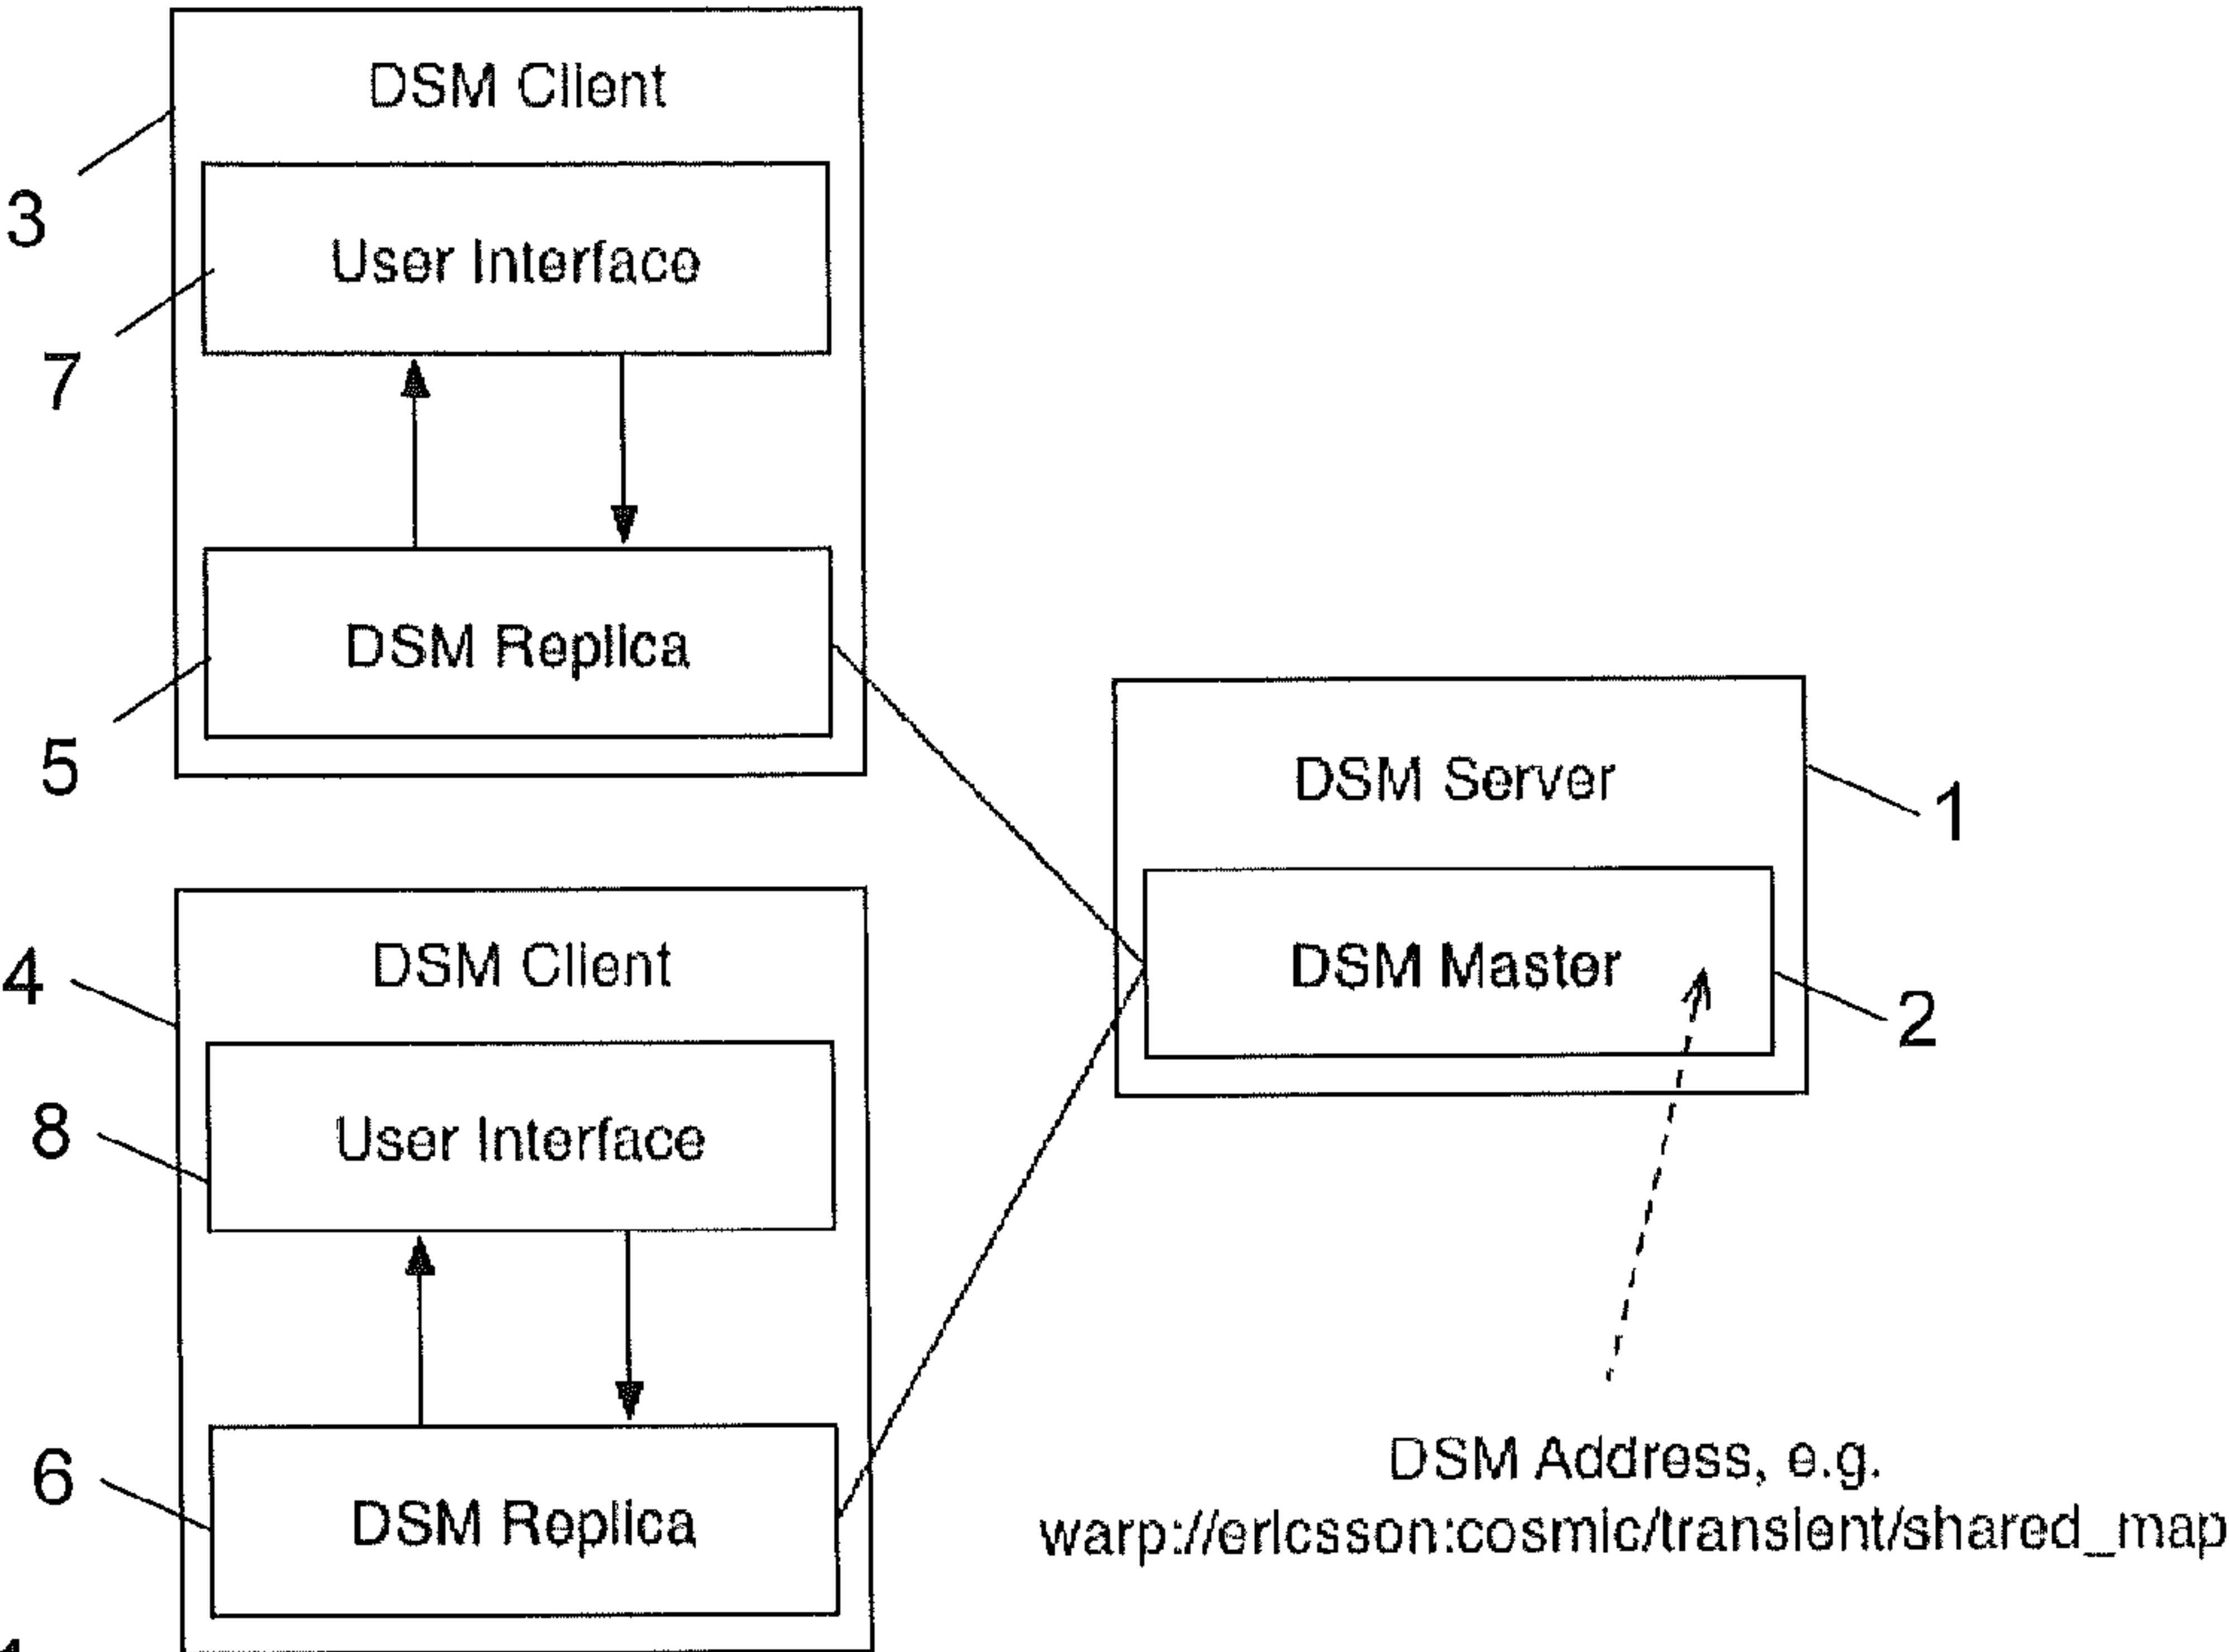 DSM Client
3
User Interface
7
DSM Replica
5
DSM Server
1
DSM Client
4
DSM Master
2
User Interface
8
DSM Address, e.g.
warp://ericsson:cosmic/transient/shared_map
6
DSM Replica